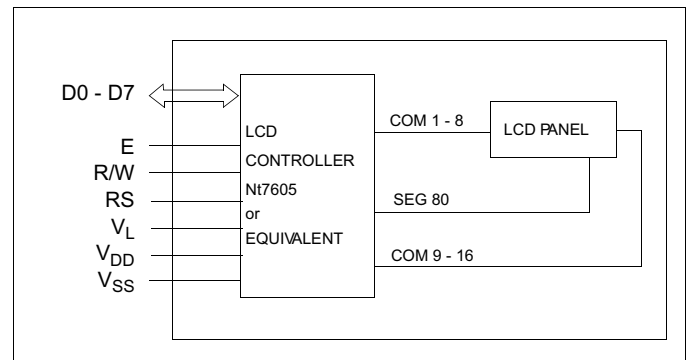 D0 - D7
E
R/W
RS
VL
VDD
VSS
LCD
CONTROLLER
Nt7605
or
EQUIVALENT
COM 1 - 8
SEG 80
COM 9 - 16
LCD PANEL